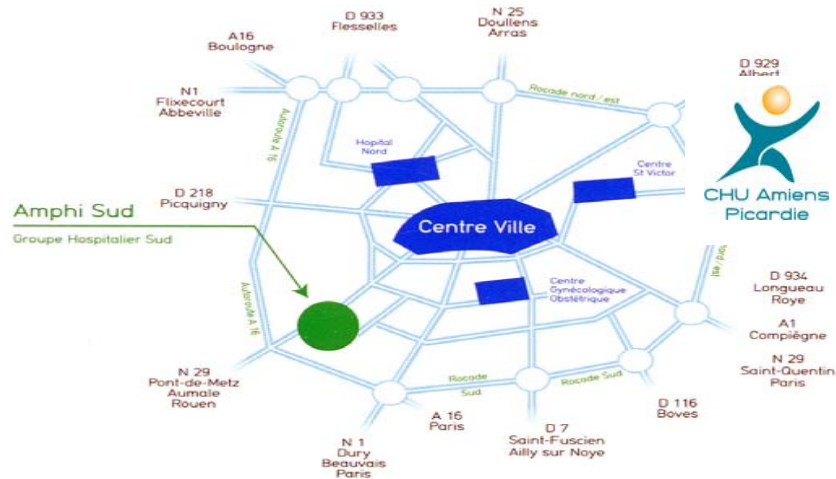 D 933
Flesselles
N 25
Doullens
Arras
A16
Boulogne
D 929
Albert
N1
Flixecourt
Abbeville
Rocade nord / est
Autoroute A 16
Hopital
Nord
Centre
St Victor
CHU Amiens
Picardie
D 218
Picquigny
Amphi Sud
Groupe Hospitalier Sud
Centre Ville
nord / est
Centre
Gynécologique
Obstétrique
D 934
Longueau
Roye
Autoroute A 16
A1
Compiègne
N 29
Saint-Quentin
Paris
N 29
Pont-de-Metz
Aumale
Rouen
Rocade
Sud
Rocade Sud
D 116
Boves
A 16
Paris
D 7
Saint-Fuscien
Ailly sur Noye
N 1
Dury
Beauvais
Paris